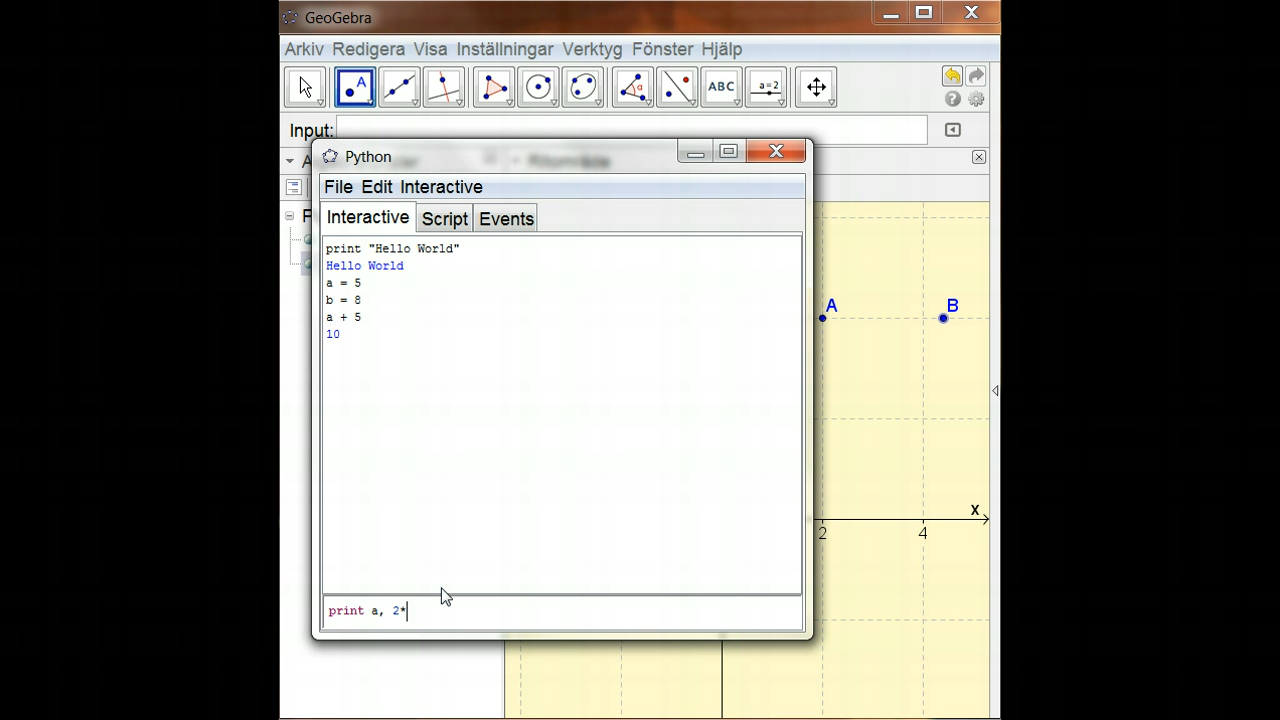 GeoGebra
Arkiv Redigera Visa Inställningar Verktyg Fönster Hjälp
A
α
ABC
a=2
Input:
Python
File Edit Interactive
Interactive Script Events
print "Hello World"
Hello World
a = 5
b = 8
a + 5
10
A
B
x
2
4
print a, 2*